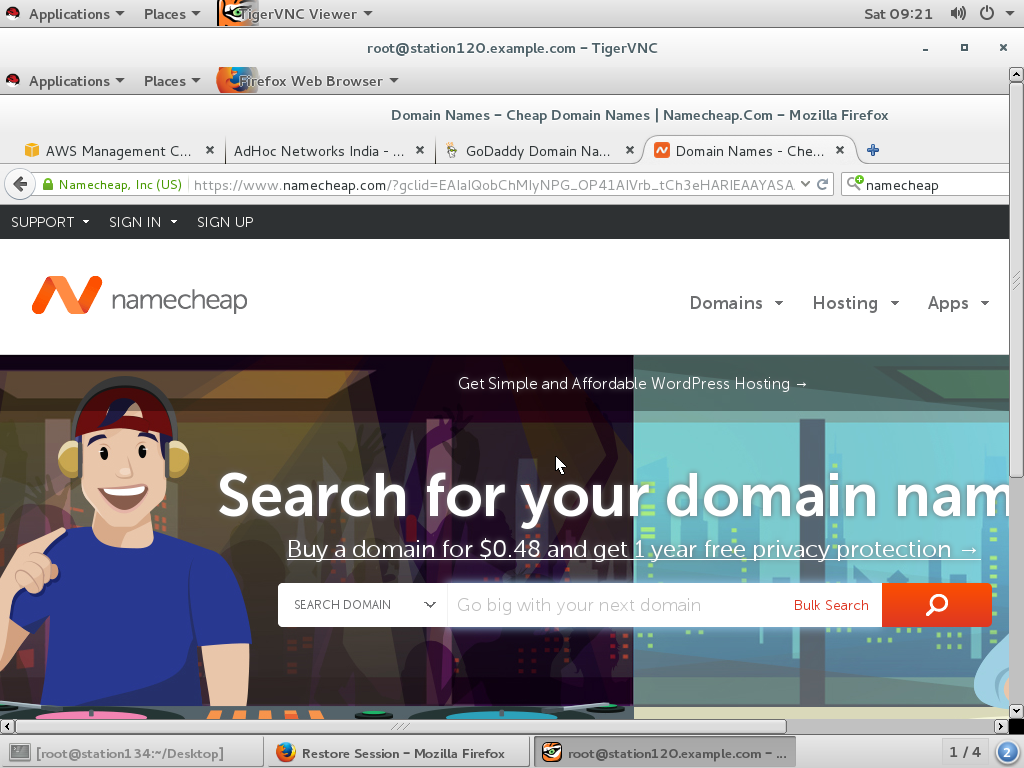 Applications Places TigerVNC Viewer Sat 09:21
root@station120.example.com - TigerVNC
Applications Places Firefox Web Browser
Domain Names - Cheap Domain Names | Namecheap.Com - Mozilla Firefox
AWS Management C... AdHoc Networks India - ... GoDaddy Domain Na... Domain Names - Che...
Namecheap, Inc (US) https://www.namecheap.com/?gclid=EAIaIQobChMIyNPG_OP41AIVrb_tCh3eHARIEAAYASA namecheap
SUPPORT SIGN IN SIGN UP
namecheap
Domains Hosting Apps
Get Simple and Affordable WordPress Hosting →
Search for your domain nam
Buy a domain for $0.48 and get 1 year free privacy protection →
SEARCH DOMAIN Go big with your next domain Bulk Search
[root@station134:~/Desktop] Restore Session - Mozilla Firefox root@station120.example.com - ... 1 / 4 2